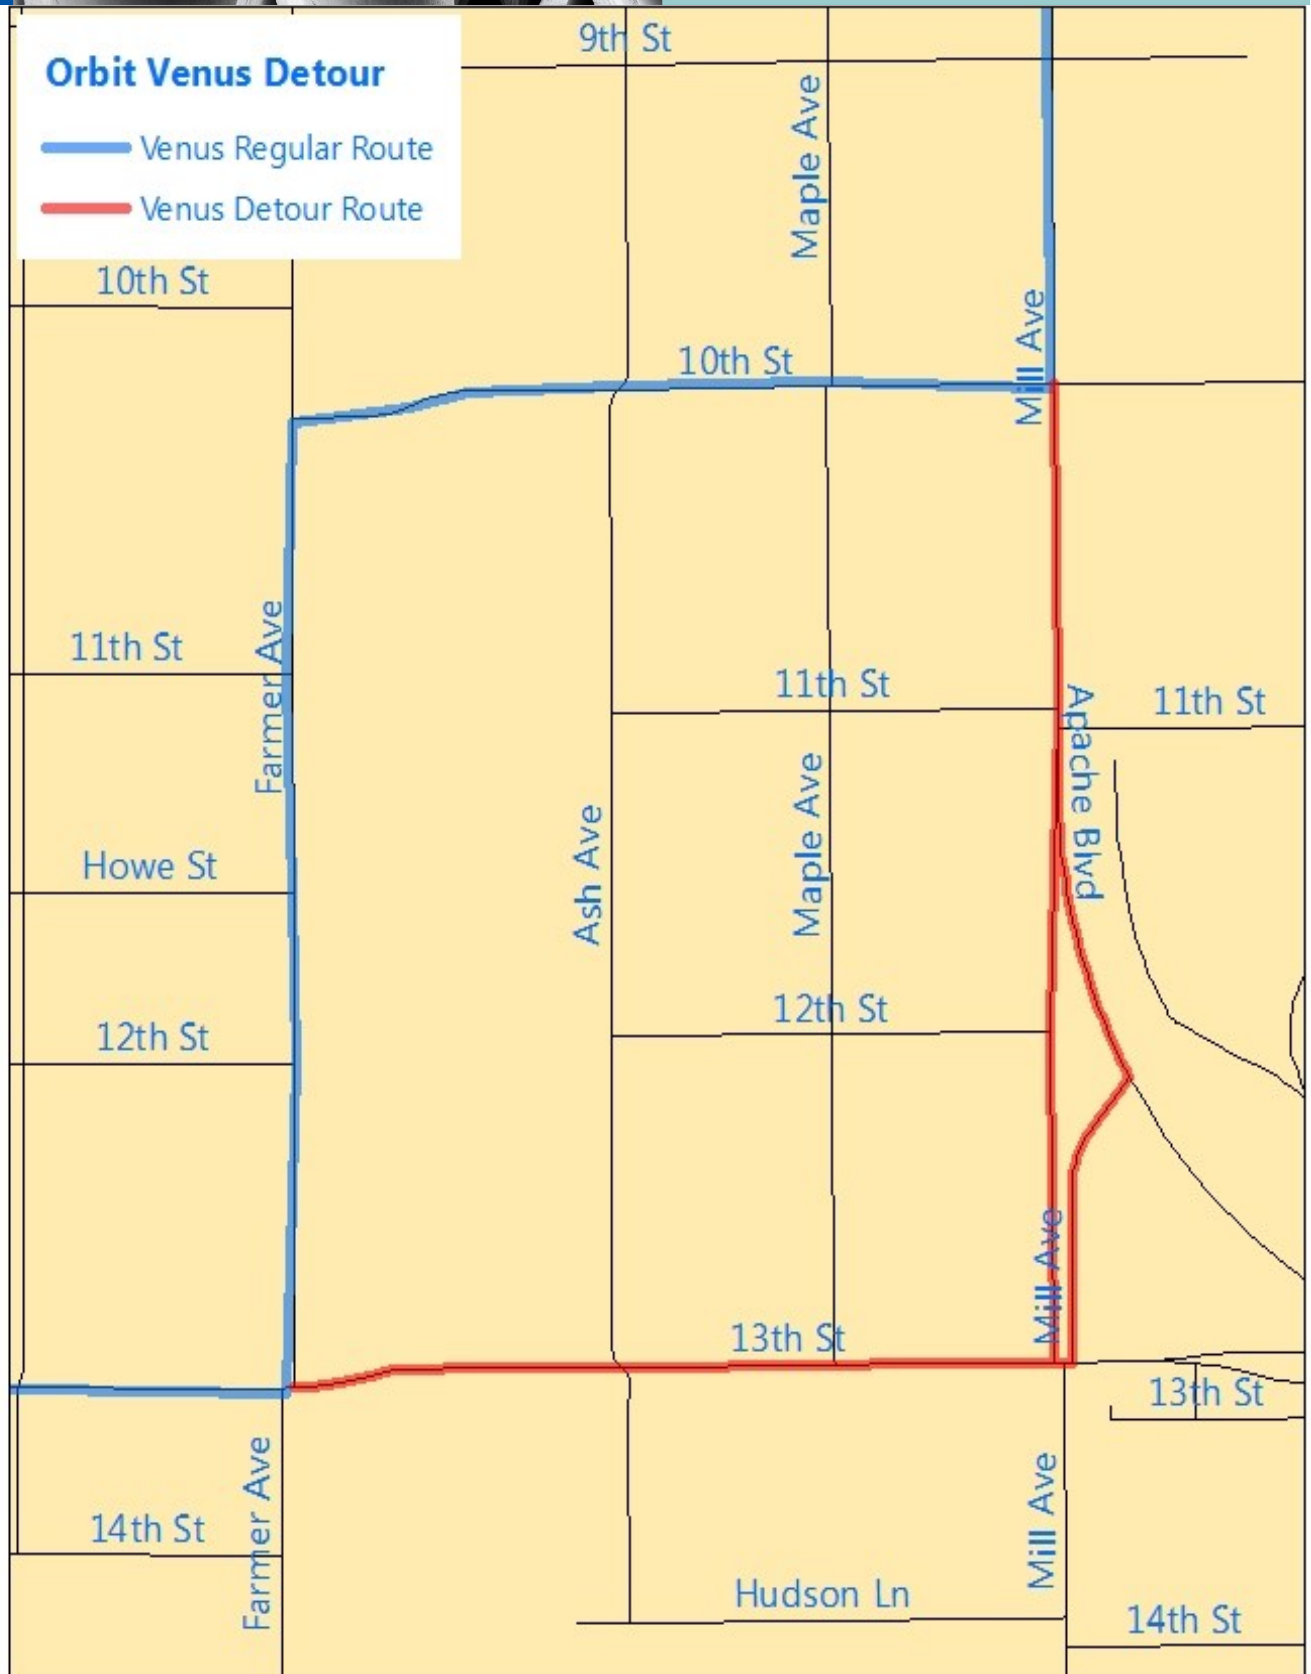 9th St
Orbit Venus Detour
Venus Regular Route
Venus Detour Route
Maple Ave
10th St
Mill Ave
10th St
11th St
Farmer Ave
11th St
Apache Blvd
11th St
Maple Ave
Ash Ave
Howe St
12th St
12th St
Mill Ave
13th St
13th St
Farmer Ave
Mill Ave
14th St
Hudson Ln
14th St